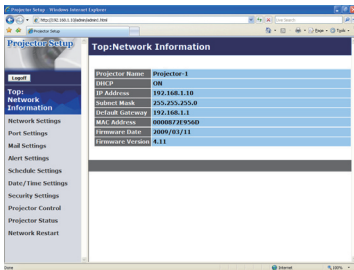 Projector Setup - Windows Internet Explorer
Projector Setup
Page
Tools
Projector Setup
Top:Network Information
Logoff
Top:
Network
Information
Network Settings
Port Settings
Mail Settings
Alert Settings
Schedule Settings
Date/Time Settings
Security Settings
Projector Control
Projector Status
Network Restart
Projector Name Projector-1
DHCP ON
IP Address 192.168.1.10
Subnet Mask 255.255.255.0
Default Gateway 192.168.1.1
MAC Address 0000872E956D
Firmware Date 2009/03/11
Firmware Version 4.11
Done
Internet
100%